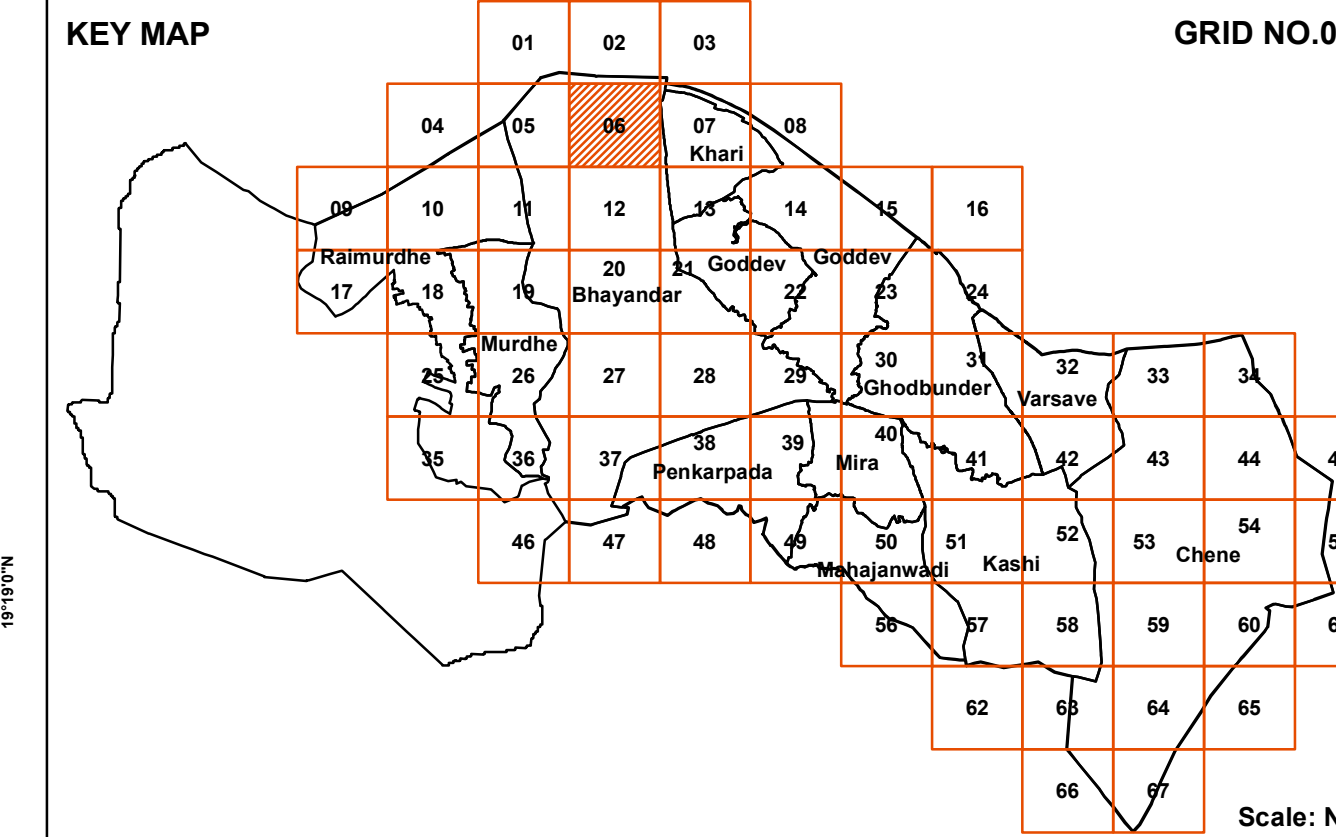 KEY MAP
GRID NO.0
01 02 03
04 05 06 07 08
Khari
09 10 11 12 13 14 15 16
Raimurdhe Goddev Goddev
17 18 19 20 21 22 23 24
Bhayandar
Murdhe
25 26 27 28 29 30 31 32 33 34
Ghodbunder Varsave
35 36 37 38 39 40 41 42 43 44
Penkarpada Mira
46 47 48 49 50 51 52 53 54
Mahajanwadi Kashi Chene
56 57 58 59 60
62 63 64 65
66 67
Scale: N
19°19'0"N